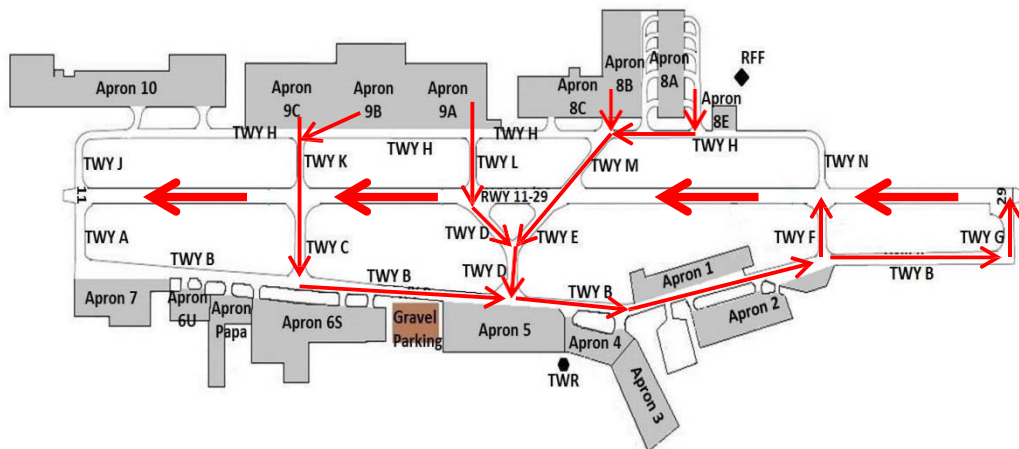 Apron
8B
Apron
8A
RFF
Apron 10
Apron
9C
Apron
9B
Apron
9A
Apron
8C
Apron
8E
TWY H
TWY H
TWY H
TWY H
TWY J
TWY K
TWY L
TWY M
TWY N
11
RWY 11-29
29
TWY A
TWY C
TWY D
TWY E
TWY F
TWY G
TWY B
TWY B
TWY D
TWY B
TWY B
Apron 1
Apron 7
Apron
6U
Apron
Papa
Apron 6S
Gravel
Parking
Apron 5
Apron 4
Apron 2
TWR
Apron 3